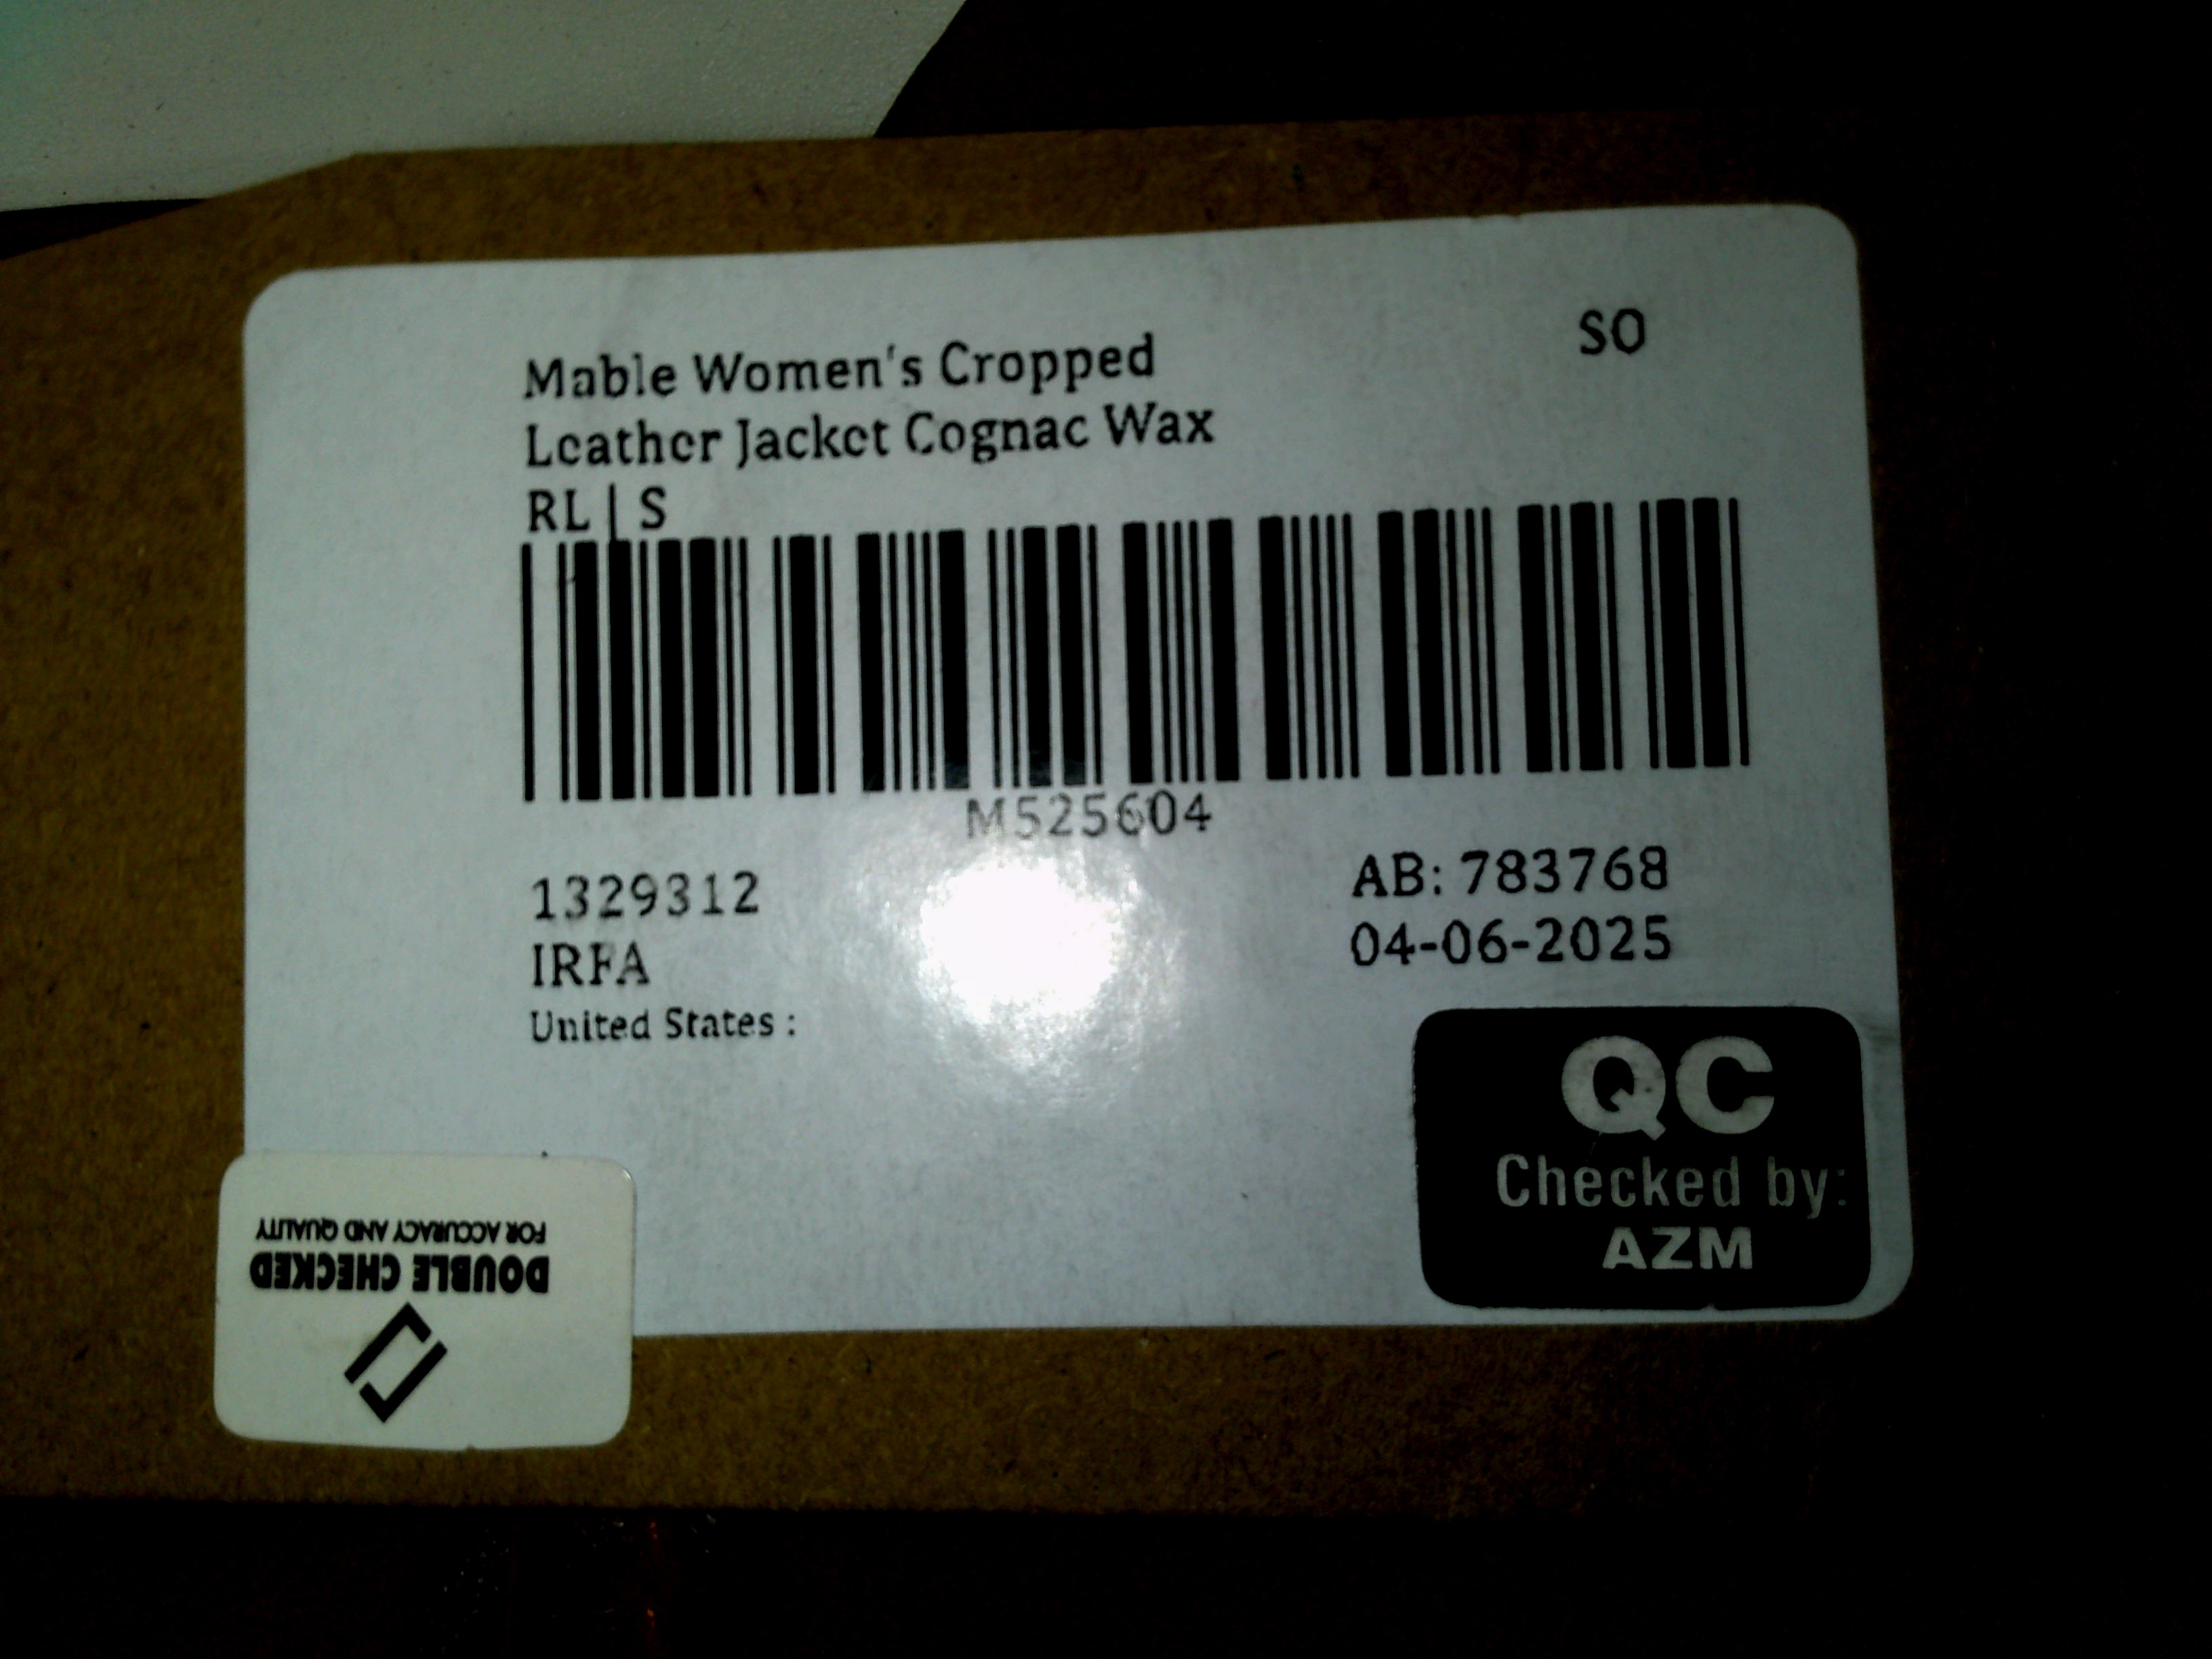 SO
Mable Women's Cropped
Leather Jacket Cognac Wax
RL | S
M525604
1329312
AB: 783768
IRFA
04-06-2025
United States :
QC
Checked by:
AZM
DOUBLE CHECKED
FOR ACCURACY AND QUALITY